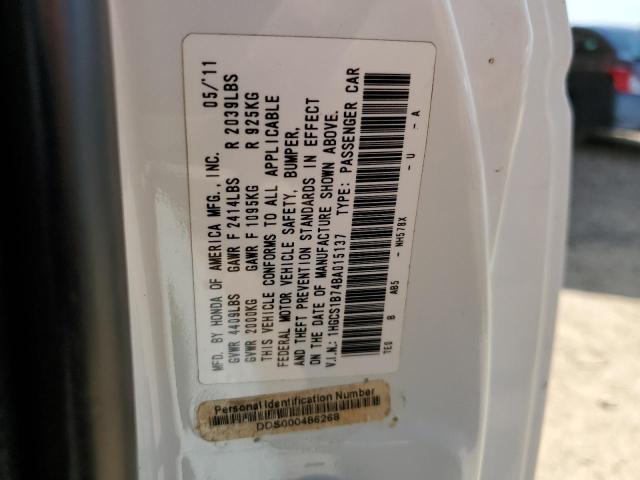 MFD. BY HONDA OF AMERICA MFG., INC. 05/'11
GVWR 4409LBS GAWR F 2414LBS R 2039LBS
GVWR 2000KG GAWR F 1095KG R 925KG
THIS VEHICLE CONFORMS TO ALL APPLICABLE
FEDERAL MOTOR VEHICLE SAFETY, BUMPER,
AND THEFT PREVENTION STANDARDS IN EFFECT
ON THE DATE OF MANUFACTURE SHOWN ABOVE.
V.I.N.: 1HGCS1B74BA015137 TYPE: PASSENGER CAR
TE0 B AB5 - NH578X - U - A
Personal Identification Number
DDS000486268